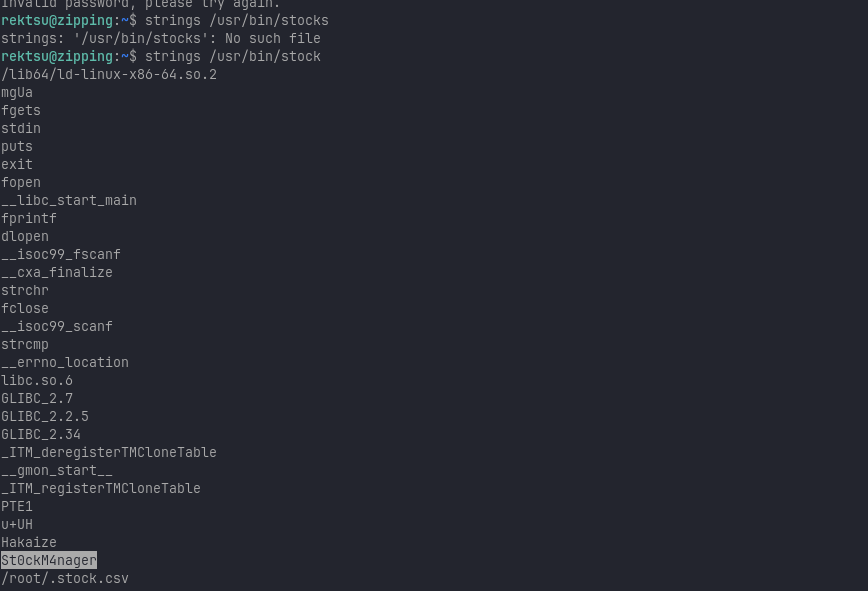 Invalid password, please try again.
rektsu@zipping:~$ strings /usr/bin/stocks
strings: '/usr/bin/stocks': No such file
rektsu@zipping:~$ strings /usr/bin/stock
/lib64/ld-linux-x86-64.so.2
mgUa
fgets
stdin
puts
exit
fopen
__libc_start_main
fprintf
dlopen
__isoc99_fscanf
__cxa_finalize
strchr
fclose
__isoc99_scanf
strcmp
__errno_location
libc.so.6
GLIBC_2.7
GLIBC_2.2.5
GLIBC_2.34
_ITM_deregisterTMCloneTable
__gmon_start__
_ITM_registerTMCloneTable
PTE1
u+UH
Hakaize
St0ckM4nager
/root/.stock.csv